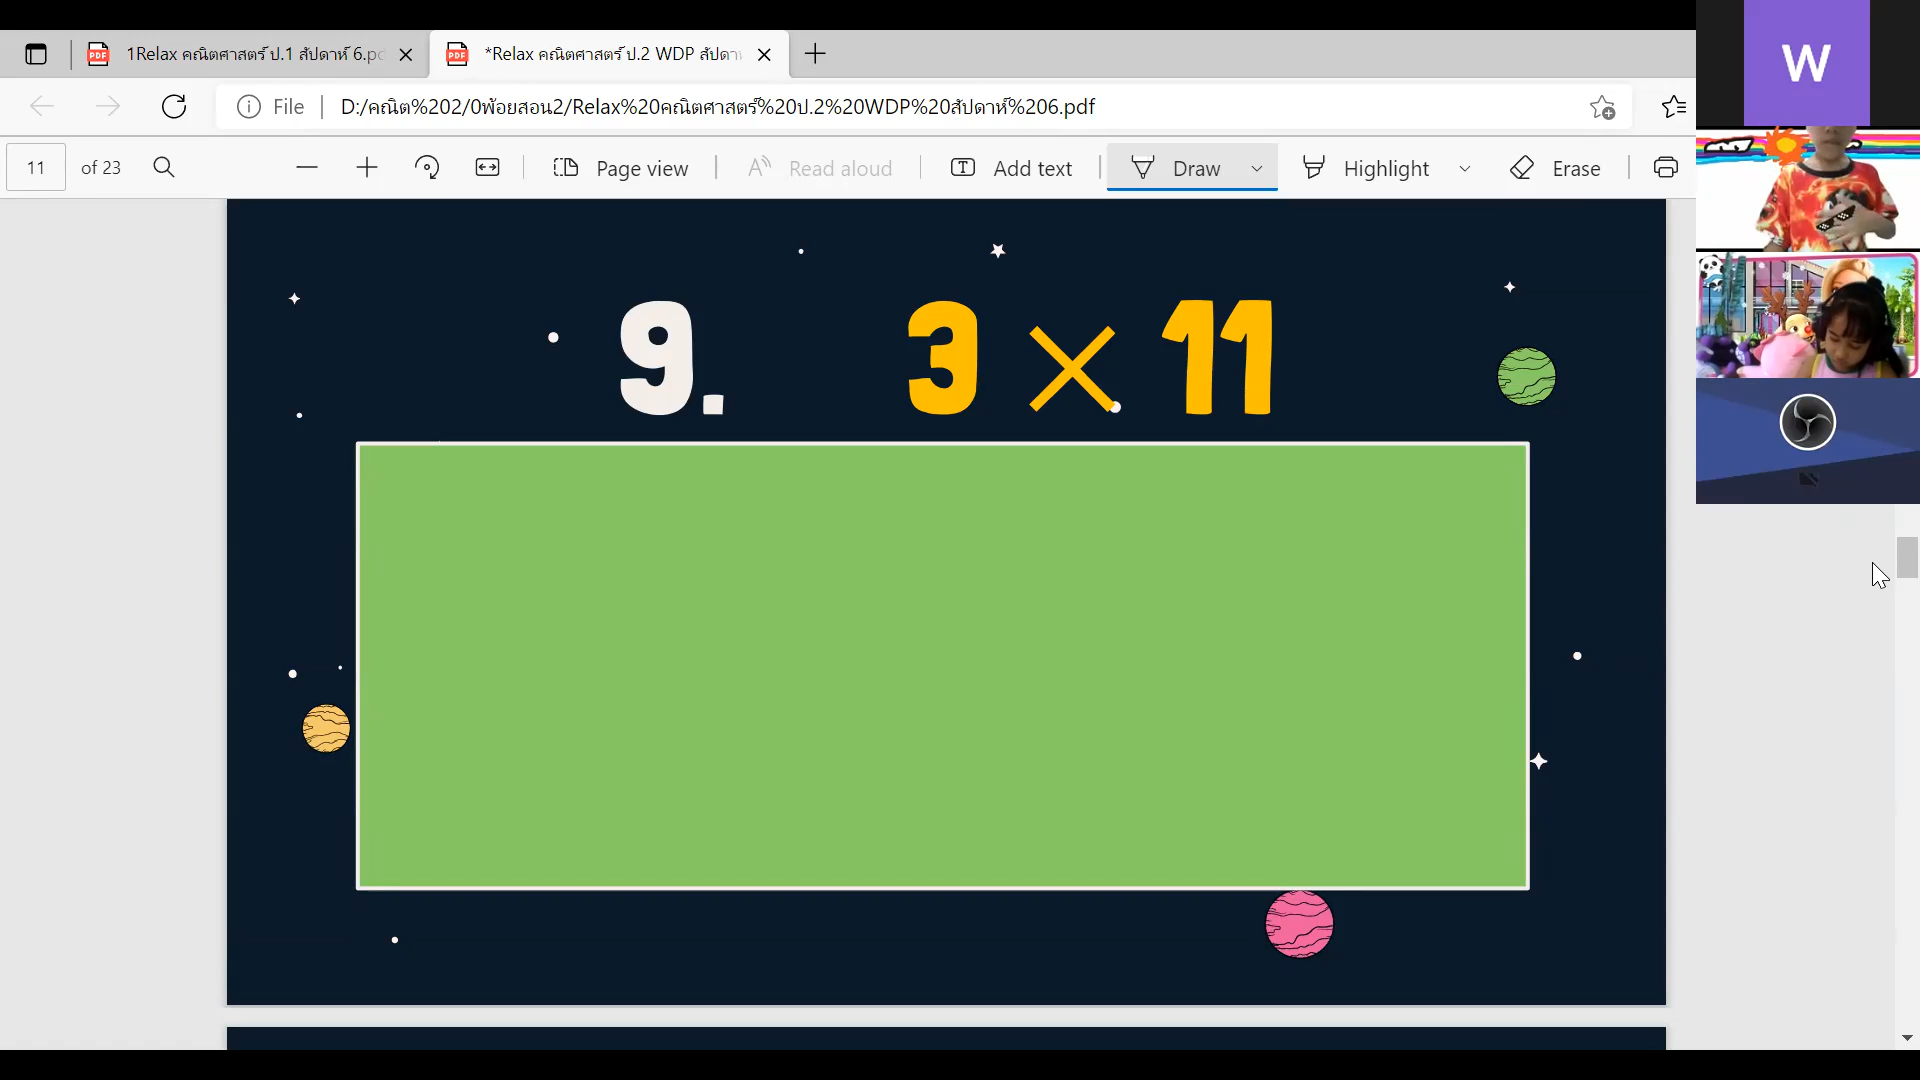 1Relax คณิตศาสตร์ ป.1 สัปดาห์ 6.pd
*Relax คณิตศาสตร์ ป.2 WDP สัปดา
File D:/คณิต%202/0พ้อยสอน2/Relax%20คณิตศาสตร์%20ป.2%20WDP%20สัปดาห์%206.pdf
11 of 23 Page view Read aloud Add text Draw Highlight Erase
9. 3 × 11
W